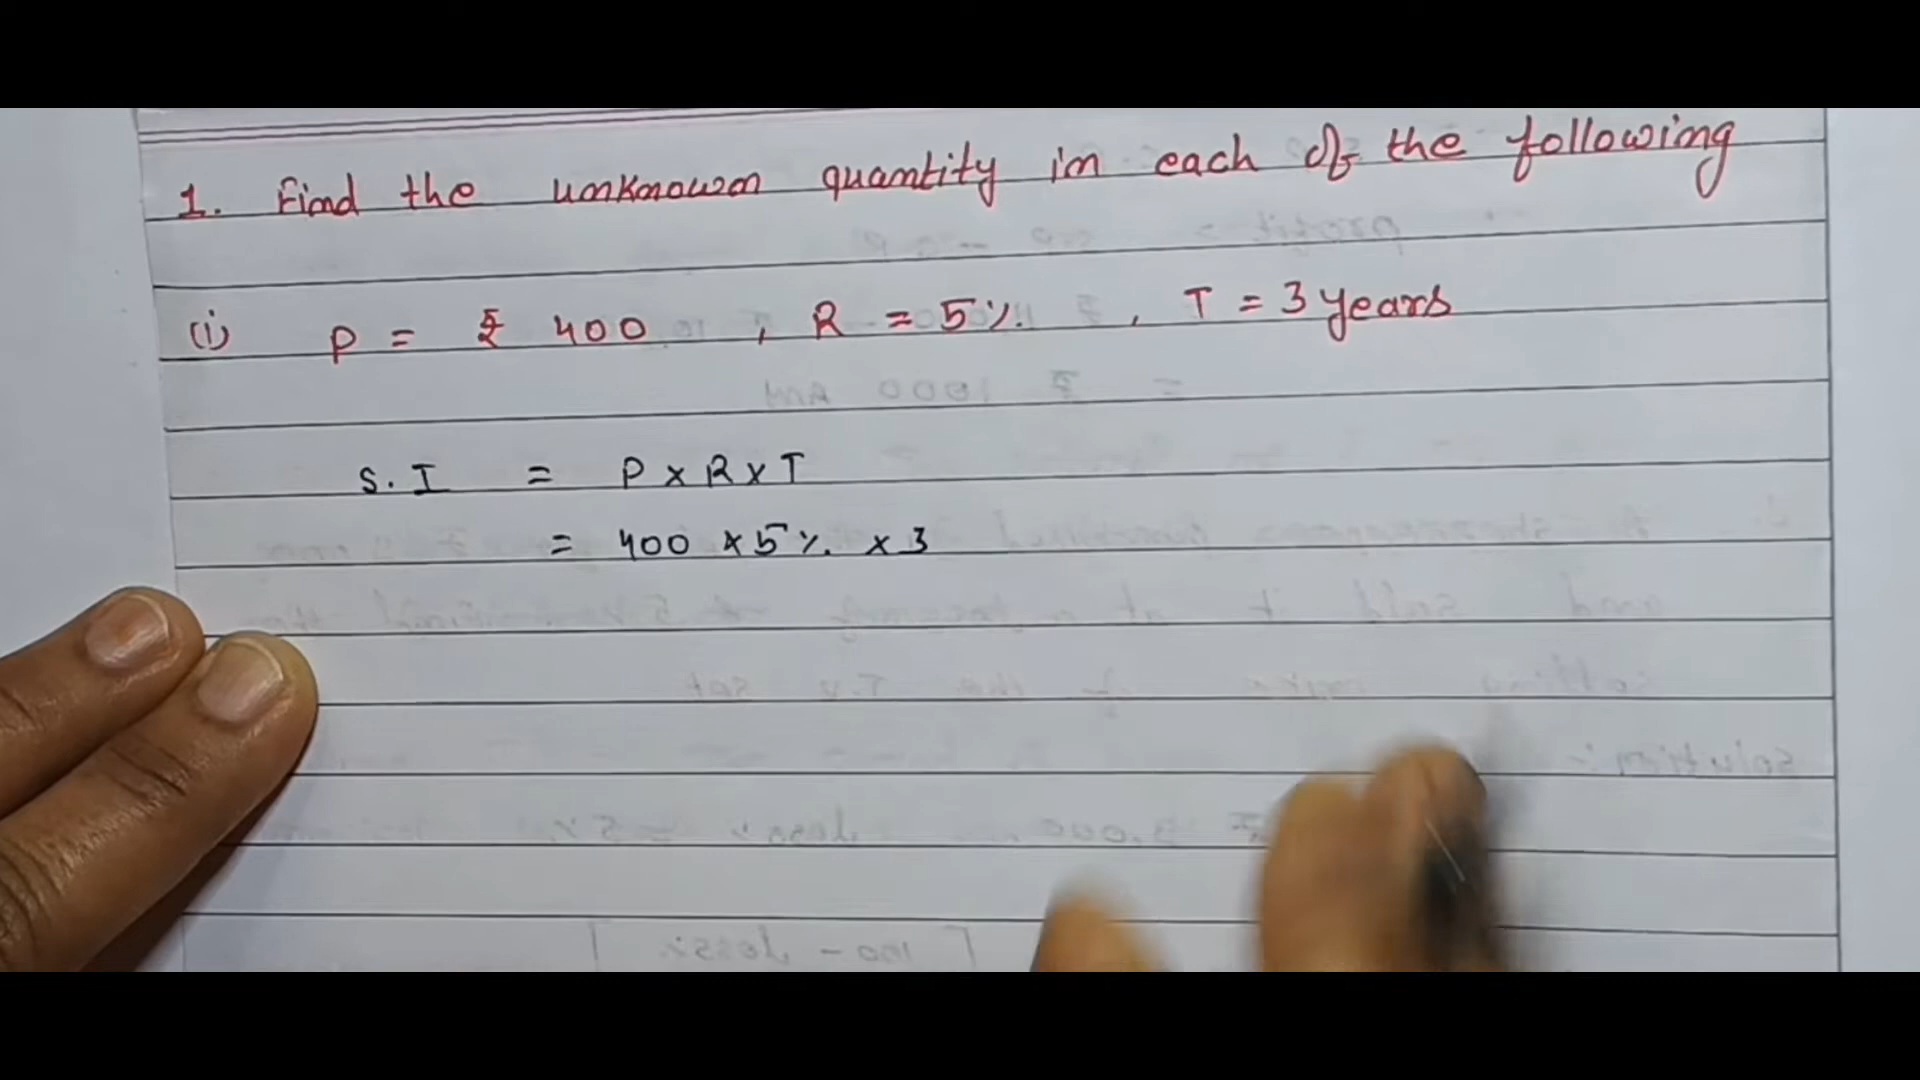 1. Find the unknown quantity in each of the following
(i) P = ₹ 400 , R = 5% , T = 3 years
S.I = P x R x T
= 400 x 5% x 3